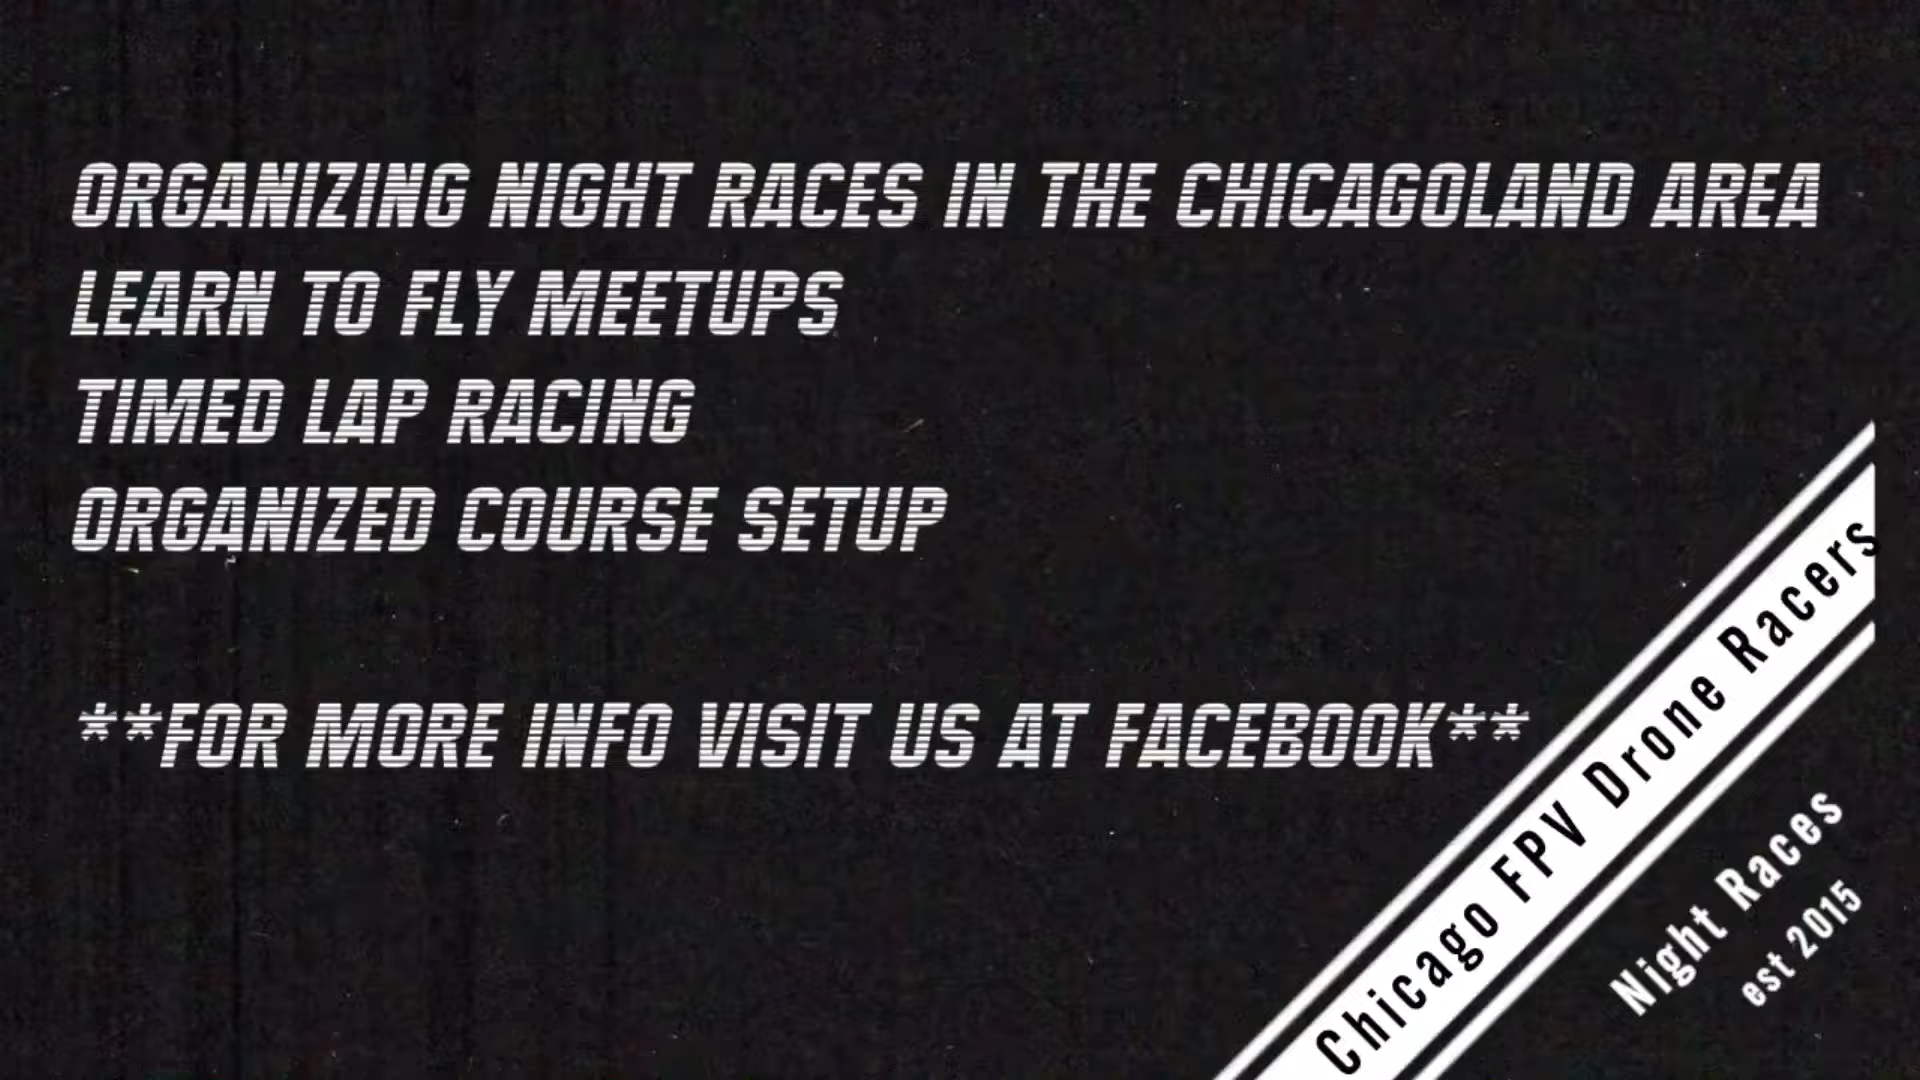 ORGANIZING NIGHT RACES IN THE CHICAGOLAND AREA
LEARN TO FLY MEETUPS
TIMED LAP RACING
ORGANIZED COURSE SETUP
**FOR MORE INFO VISIT US AT FACEBOOK**
Chicago FPV Drone Racers
Night Races
est 2015